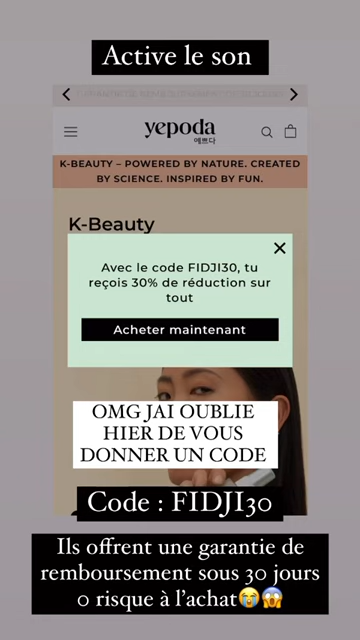 Active le son
yepoda
예쁘다
K-BEAUTY – POWERED BY NATURE. CREATED
BY SCIENCE. INSPIRED BY FUN.
K-Beauty
Avec le code FIDJI30, tu
reçois 30% de réduction sur
tout
Acheter maintenant
OMG JAI OUBLIE
HIER DE VOUS
DONNER UN CODE
Code : FIDJI30
Ils offrent une garantie de
remboursement sous 30 jours
0 risque à l'achat😭😱